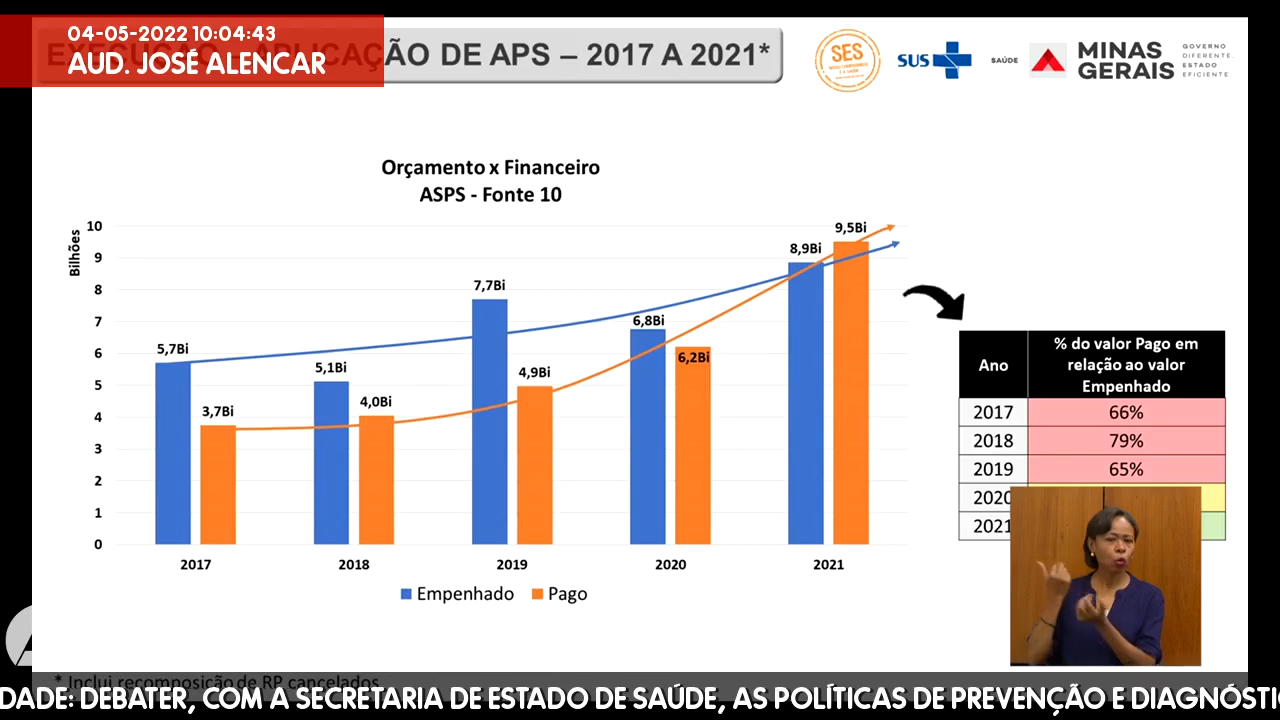 04-05-2022 10:04:43
AUD. JOSÉ ALENCAR
ÇÃO DE APS – 2017 A 2021*
SES
SUS
SAÚDE
MINAS
GERAIS
GOVERNO
DIFERENTE.
ESTADO
EFICIENTE.
Orçamento x Financeiro
ASPS - Fonte 10
Bilhões
10
9
8
7
6
5
4
3
2
1
0
5,7Bi
3,7Bi
5,1Bi
4,0Bi
7,7Bi
4,9Bi
6,8Bi
6,2Bi
8,9Bi
9,5Bi
2017 2018 2019 2020 2021
Empenhado Pago
Ano % do valor Pago em
relação ao valor
Empenhado
2017 66%
2018 79%
2019 65%
2020
2021
* Inclui recomposição de RP cancelados
DADE: DEBATER, COM A SECRETARIA DE ESTADO DE SAÚDE, AS POLÍTICAS DE PREVENÇÃO E DIAGNÓSTI